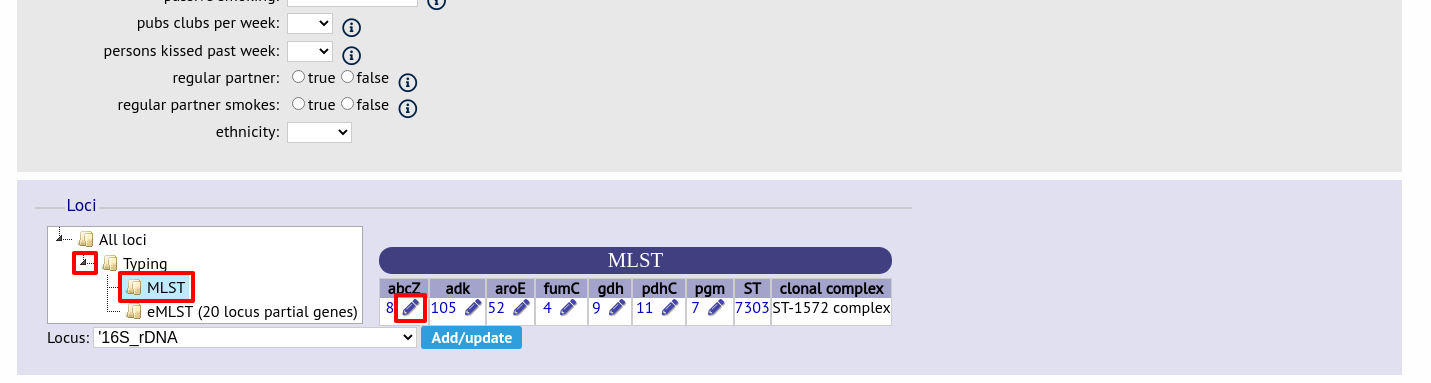 passive smoking:
pubs clubs per week:
persons kissed past week:
regular partner: true false
regular partner smokes: true false
ethnicity:
Loci
All loci
Typing
MLST
eMLST (20 locus partial genes)
MLST
abcZ adk aroE fumC gdh pdhC pgm ST clonal complex
8 105 52 4 9 11 7 7303 ST-1572 complex
Locus: '16S_rDNA Add/update